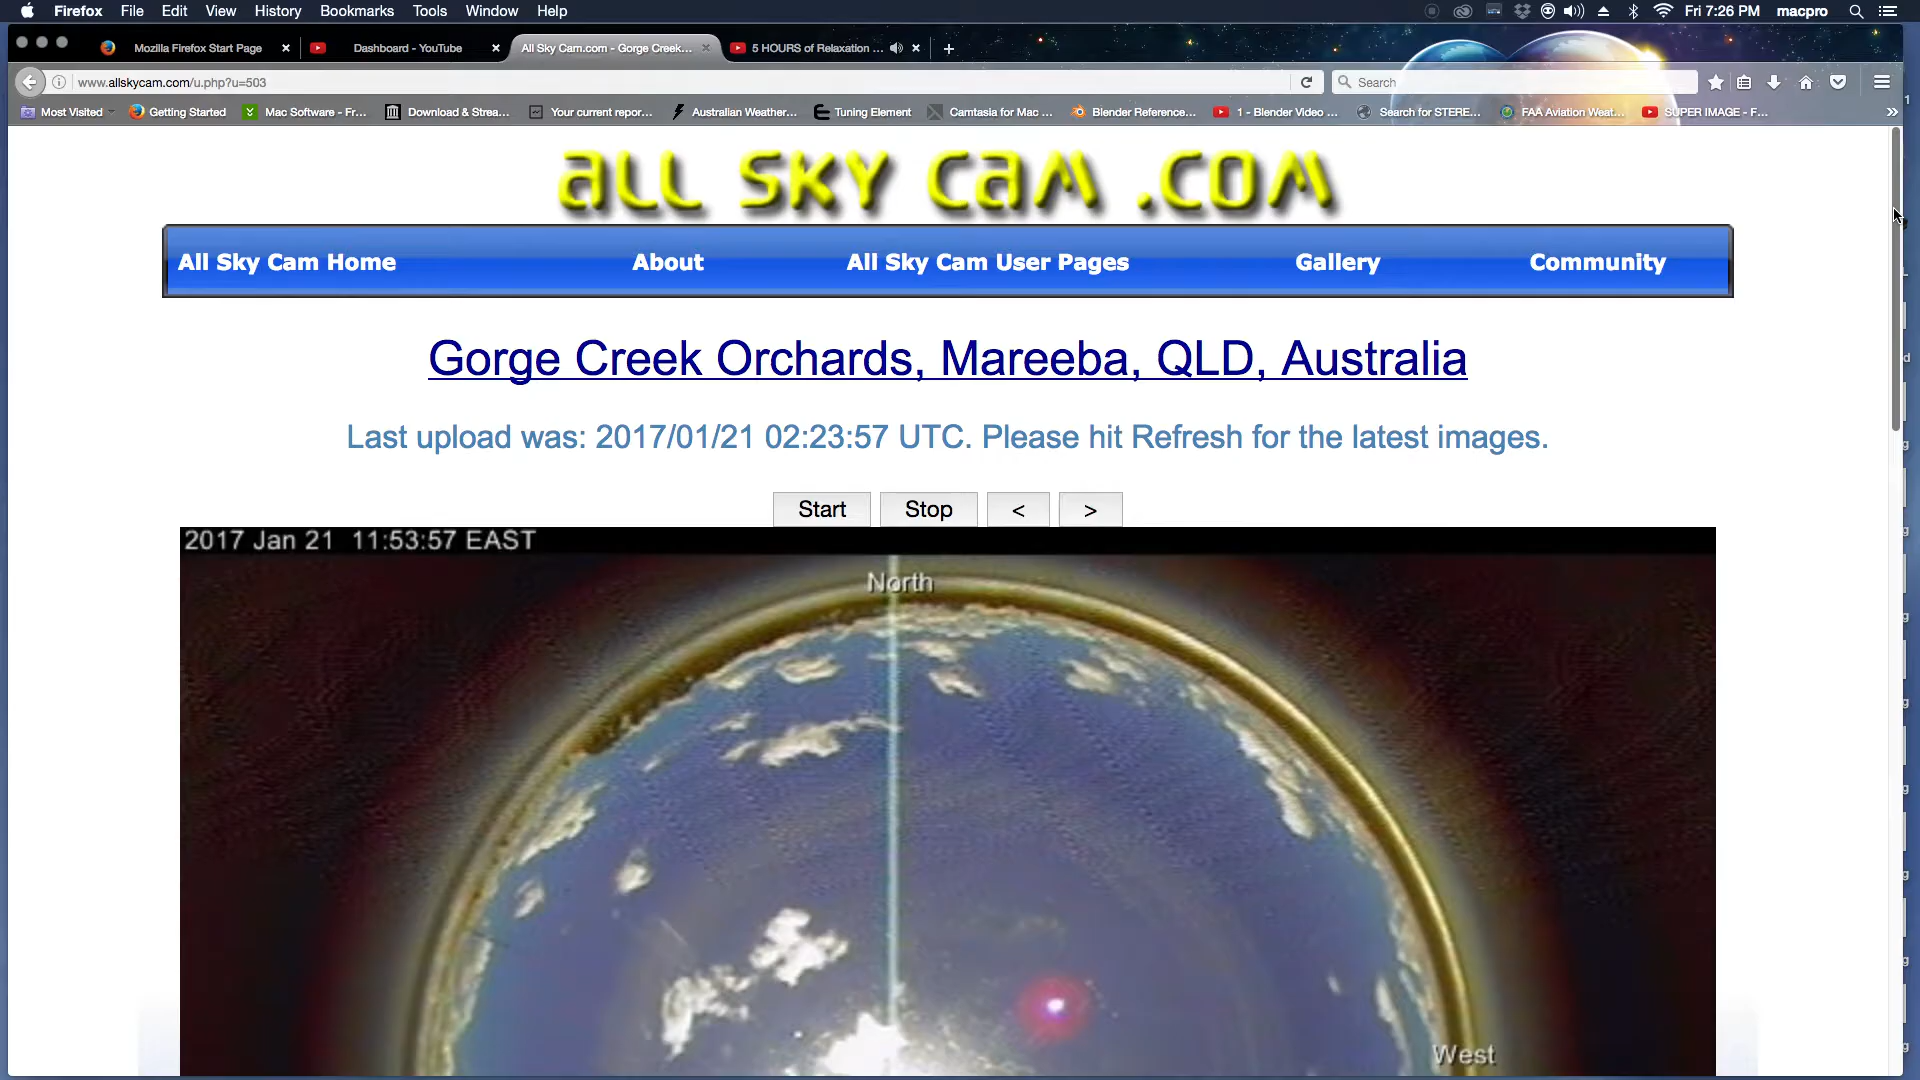 Firefox File Edit View History Bookmarks Tools Window Help Fri 7:26 PM macpro
Mozilla Firefox Start Page Dashboard - YouTube All Sky Cam.com - Gorge Creek... 5 HOURS of Relaxation ...
www.allskycam.com/u.php?u=503 Search
Most Visited Getting Started Mac Software - Fr... Download & Strea... Your current repor... Australian Weather... Tuning Element Camtasia for Mac ... Blender Reference... 1 - Blender Video ... Search for STERE... FAA Aviation Weat... SUPER IMAGE - F...
ALL SKY CAM .COM
All Sky Cam Home About All Sky Cam User Pages Gallery Community
Gorge Creek Orchards, Mareeba, QLD, Australia
Last upload was: 2017/01/21 02:23:57 UTC. Please hit Refresh for the latest images.
Start Stop < >
2017 Jan 21 11:53:57 EAST
North
West